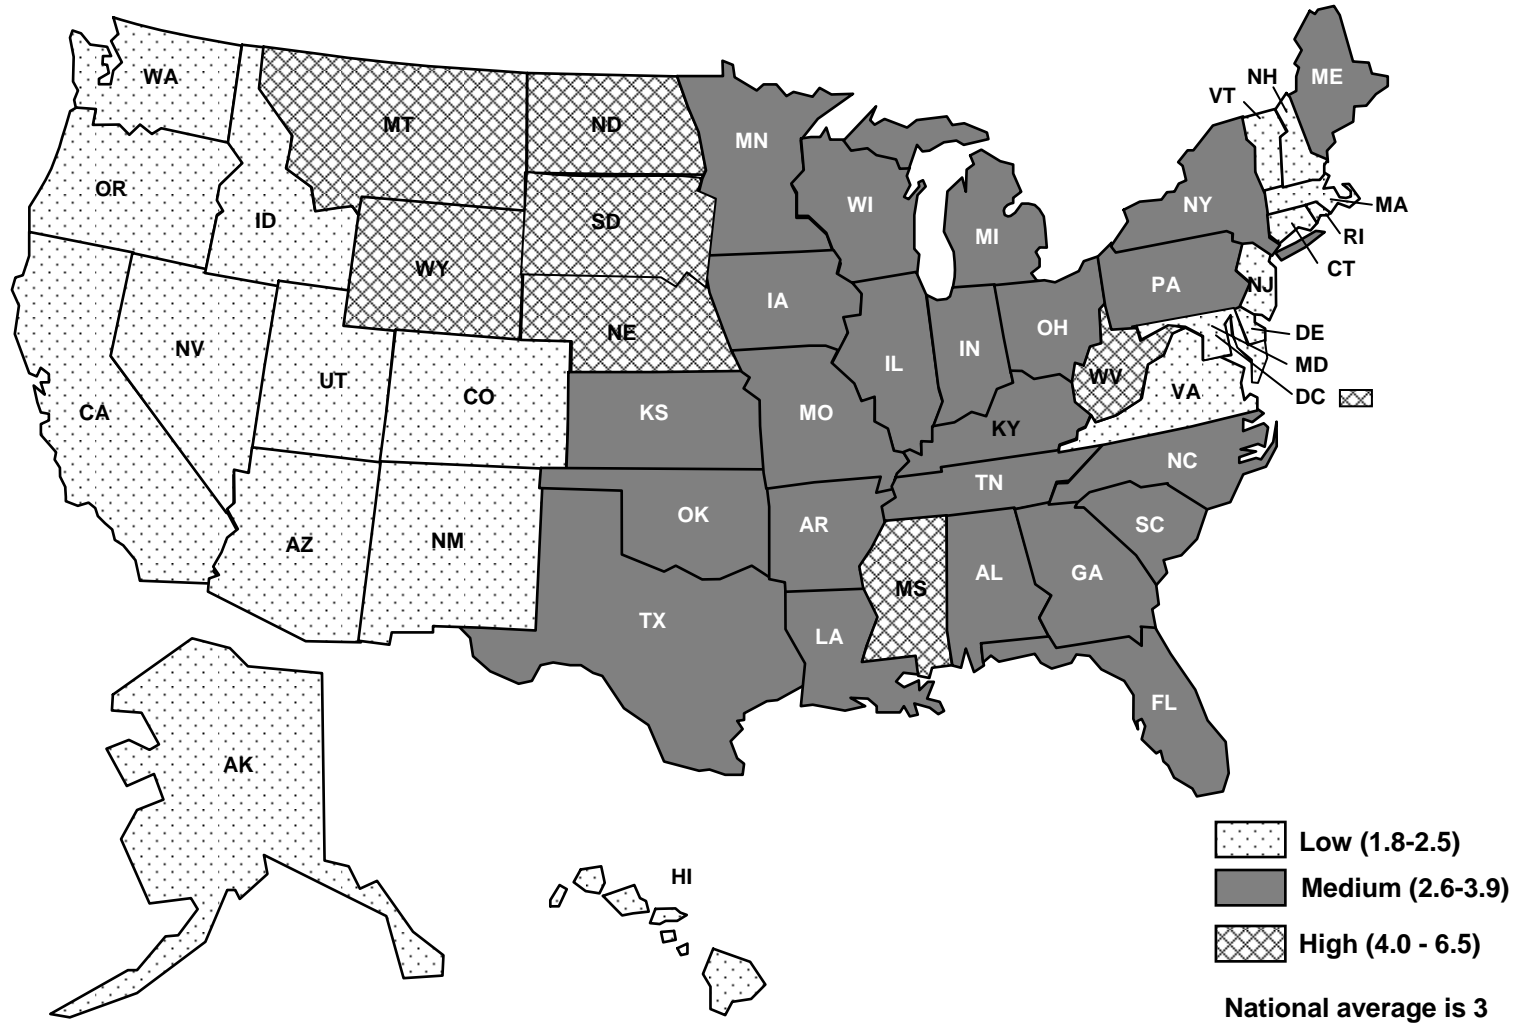 WA
NH
ME
VT
MT
ND
MN
OR
ID
SD
WI
NY
MA
MI
RI
WY
CT
PA
NJ
IA
NE
OH
DE
NV
IN
IL
MD
UT
WV
CO
VA
DC
CA
KS
MO
KY
NC
TN
OK
AR
SC
AZ
NM
MS
AL
GA
TX
LA
FL
AK
HI
Low (1.8-2.5)
Medium (2.6-3.9)
High (4.0 - 6.5)
National average is 3